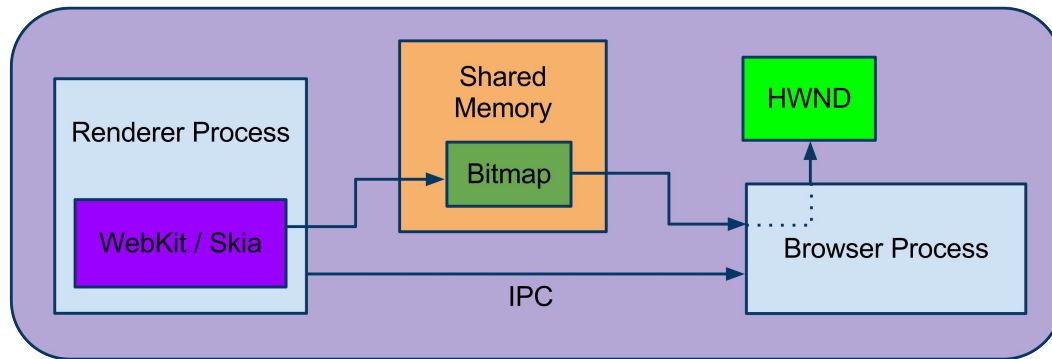 Renderer Process
WebKit / Skia
Shared
Memory
Bitmap
IPC
HWND
Browser Process